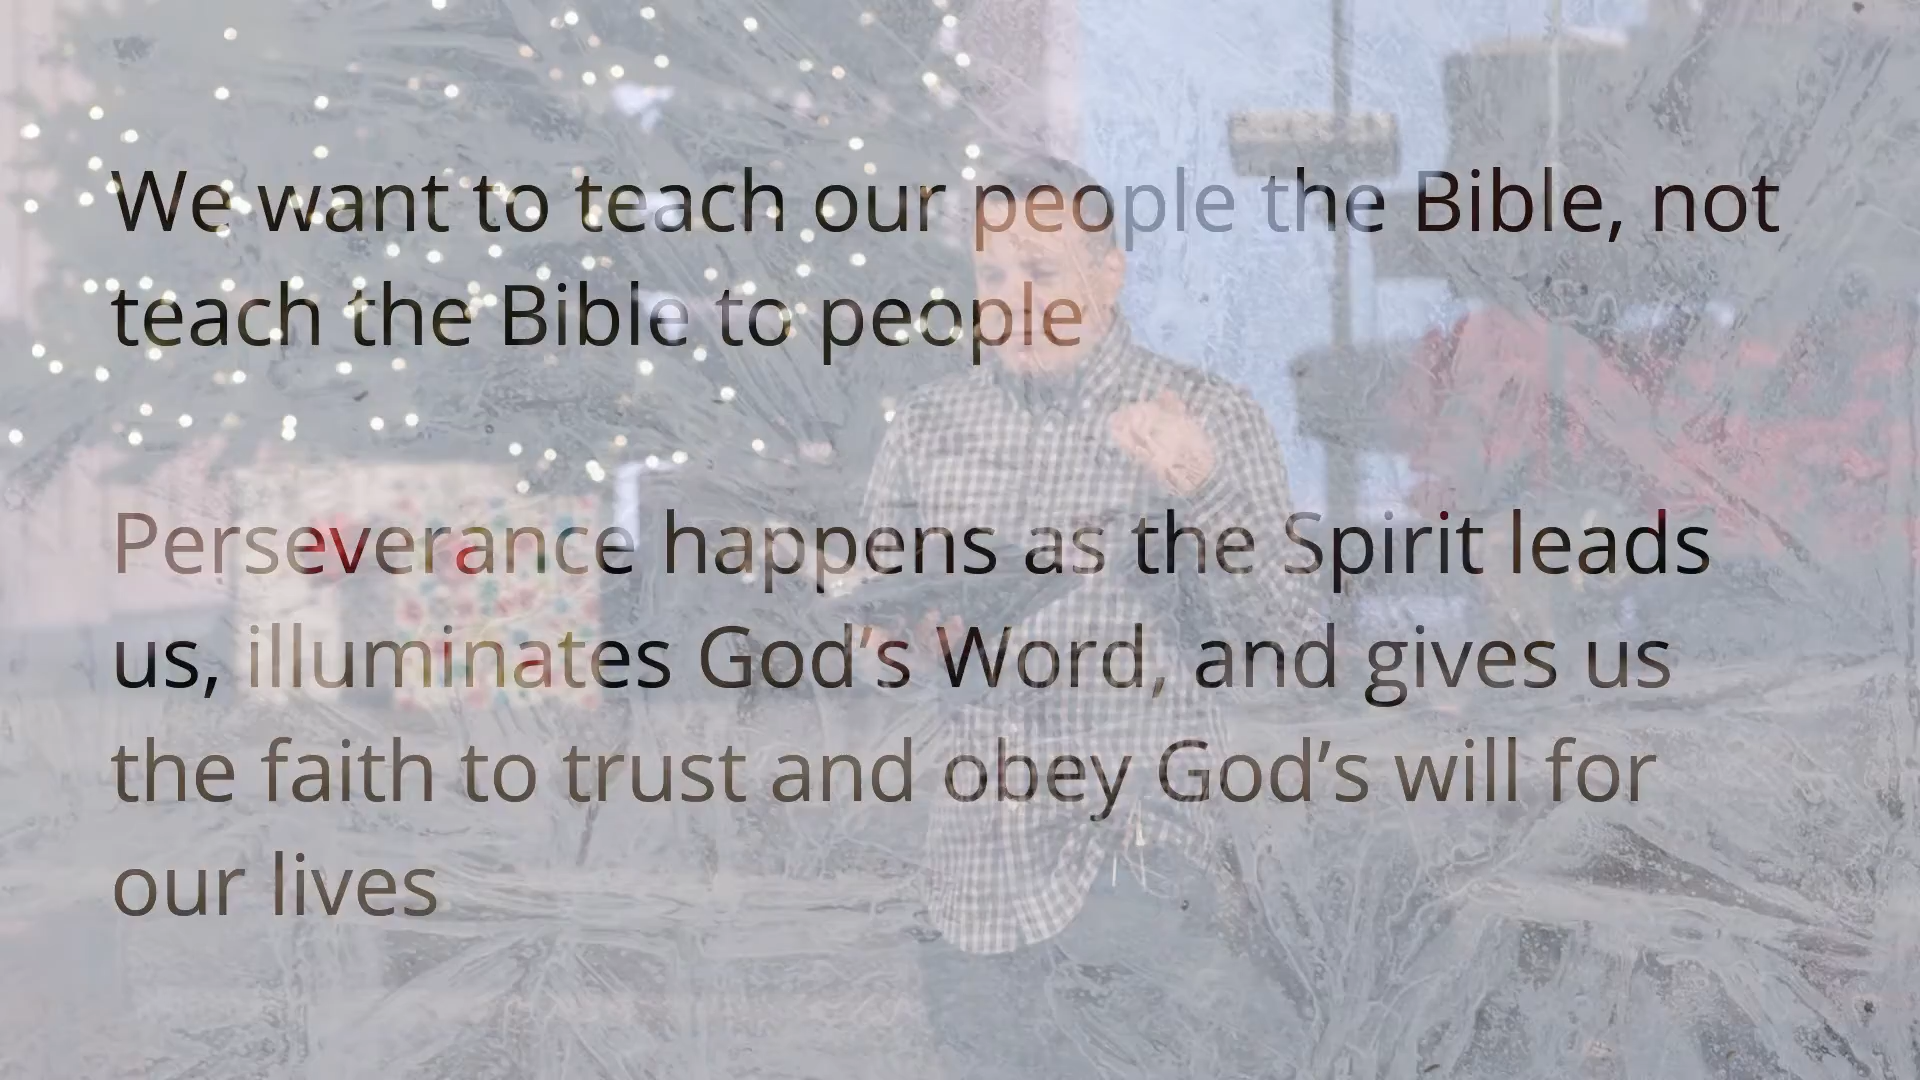 We want to teach our people the Bible, not
teach the Bible to people
Perseverance happens as the Spirit leads
us, illuminates God’s Word, and gives us
the faith to trust and obey God’s will for
our lives